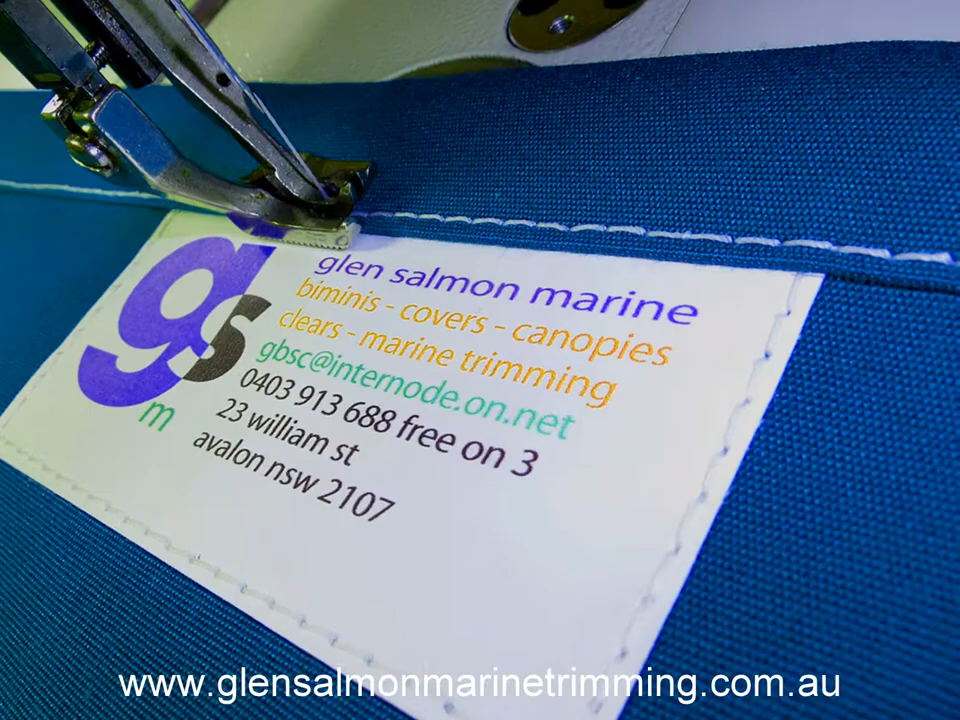 gs
m
glen salmon marine
biminis - covers - canopies
clears - marine trimming
gbsc@internode.on.net
0403 913 688 free on 3
23 william st
avalon nsw 2107
www.glensalmonmarinetrimming.com.au